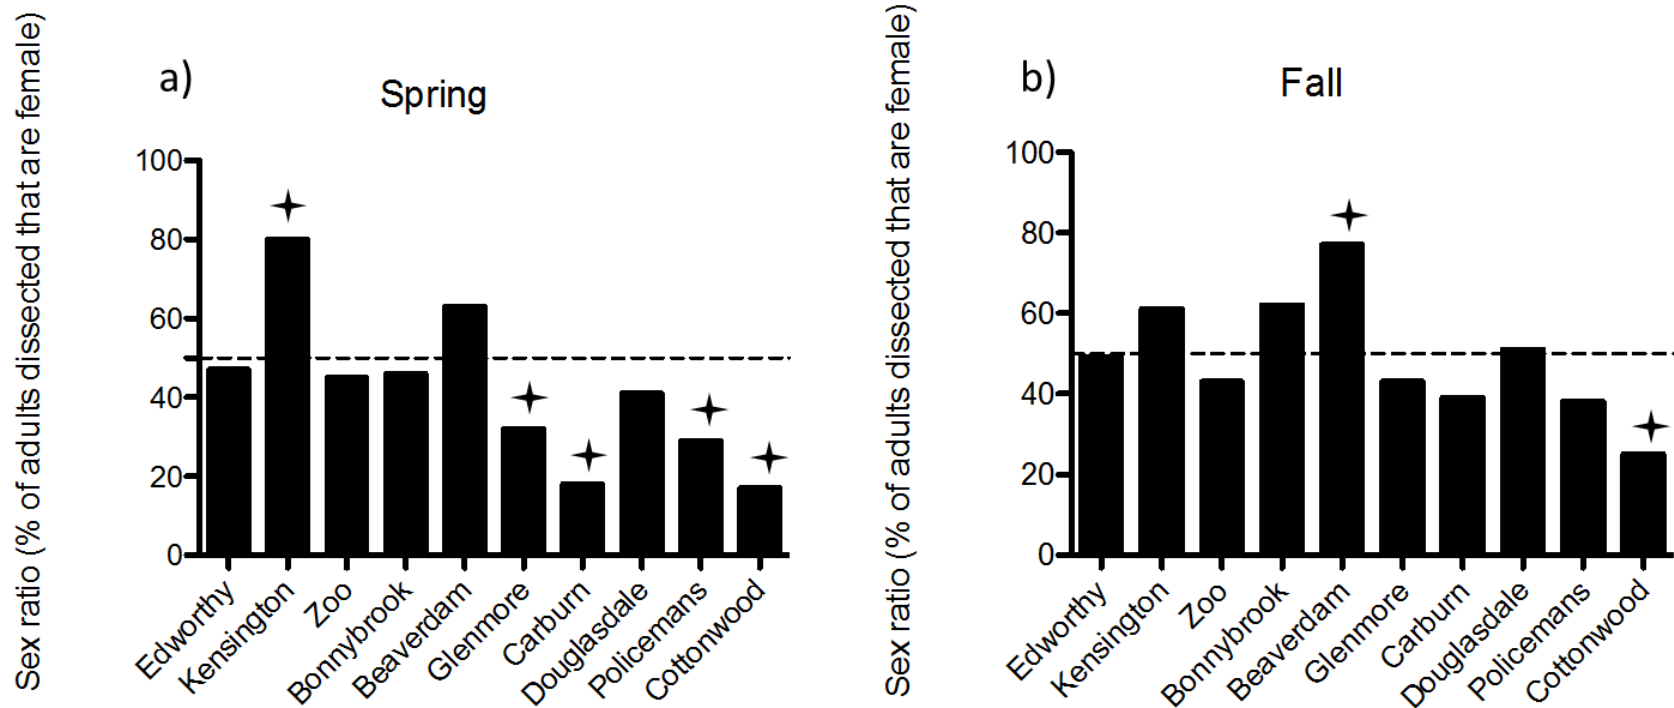 a)
Spring
Sex ratio (% of adults dissected that are female)
100
80
60
40
20
0
Edworthy
Kensington
Zoo
Bonnybrook
Beaverdam
Glenmore
Carburn
Douglasdale
Policemans
Cottonwood
b)
Fall
Sex ratio (% of adults dissected that are female)
100
80
60
40
20
0
Edworthy
Kensington
Zoo
Bonnybrook
Beaverdam
Glenmore
Carburn
Douglasdale
Policemans
Cottonwood